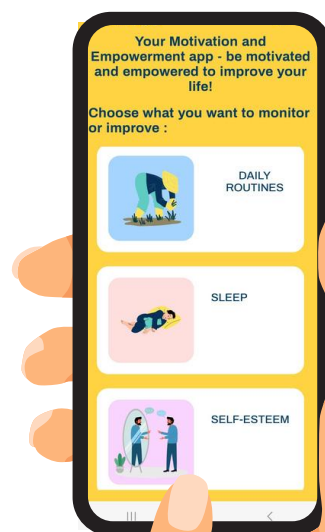 Your Motivation and
Empowerment app - be motivated
and empowered to improve your
life!
Choose what you want to monitor
or improve :
DAILY
ROUTINES
SLEEP
SELF-ESTEEM